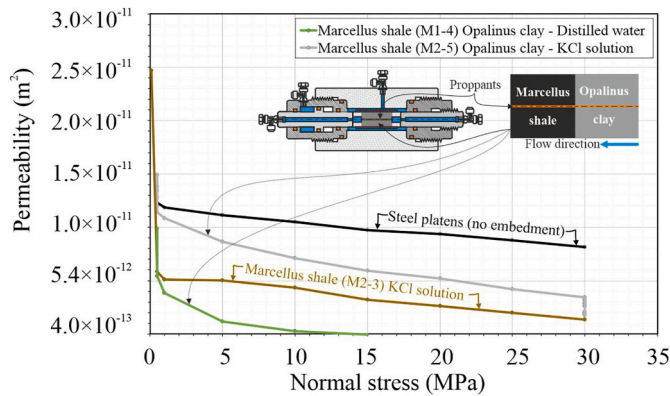 Marcellus shale (M1-4) Opalinus clay - Distilled water
Marcellus shale (M2-5) Opalinus clay - KCl solution
Proppants
Marcellus Opalinus
shale clay
Flow direction
Steel platens (no embedment)
Marcellus shale (M2-3) KCl solution
Permeability (m²)
3.0×10⁻¹¹
2.5×10⁻¹¹
2.0×10⁻¹¹
1.5×10⁻¹¹
1.0×10⁻¹¹
5.4×10⁻¹²
4.0×10⁻¹³
0 5 10 15 20 25 30 35
Normal stress (MPa)